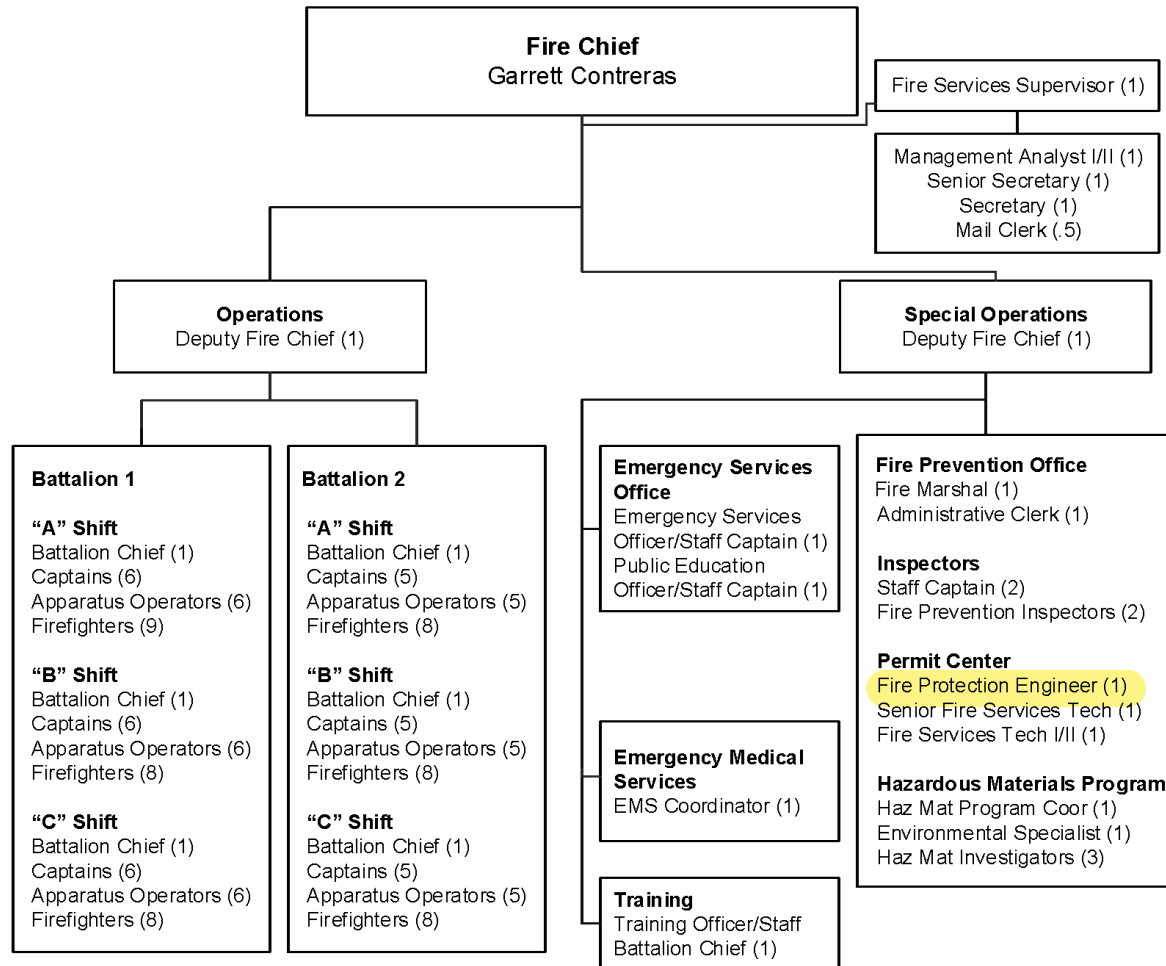 Fire Chief
Garrett Contreras
Fire Services Supervisor (1)
Management Analyst I/II (1)
Senior Secretary (1)
Secretary (1)
Mail Clerk (.5)
Operations
Deputy Fire Chief (1)
Special Operations
Deputy Fire Chief (1)
Battalion 1
“A” Shift
Battalion Chief (1)
Captains (6)
Apparatus Operators (6)
Firefighters (9)
“B” Shift
Battalion Chief (1)
Captains (6)
Apparatus Operators (6)
Firefighters (8)
“C” Shift
Battalion Chief (1)
Captains (6)
Apparatus Operators (6)
Firefighters (8)
Battalion 2
“A” Shift
Battalion Chief (1)
Captains (5)
Apparatus Operators (5)
Firefighters (8)
“B” Shift
Battalion Chief (1)
Captains (5)
Apparatus Operators (5)
Firefighters (8)
“C” Shift
Battalion Chief (1)
Captains (5)
Apparatus Operators (5)
Firefighters (8)
Emergency Services
Office
Emergency Services
Officer/Staff Captain (1)
Public Education
Officer/Staff Captain (1)
Emergency Medical
Services
EMS Coordinator (1)
Training
Training Officer/Staff
Battalion Chief (1)
Fire Prevention Office
Fire Marshal (1)
Administrative Clerk (1)
Inspectors
Staff Captain (2)
Fire Prevention Inspectors (2)
Permit Center
Fire Protection Engineer (1)
Senior Fire Services Tech (1)
Fire Services Tech I/II (1)
Hazardous Materials Program
Haz Mat Program Coor (1)
Environmental Specialist (1)
Haz Mat Investigators (3)